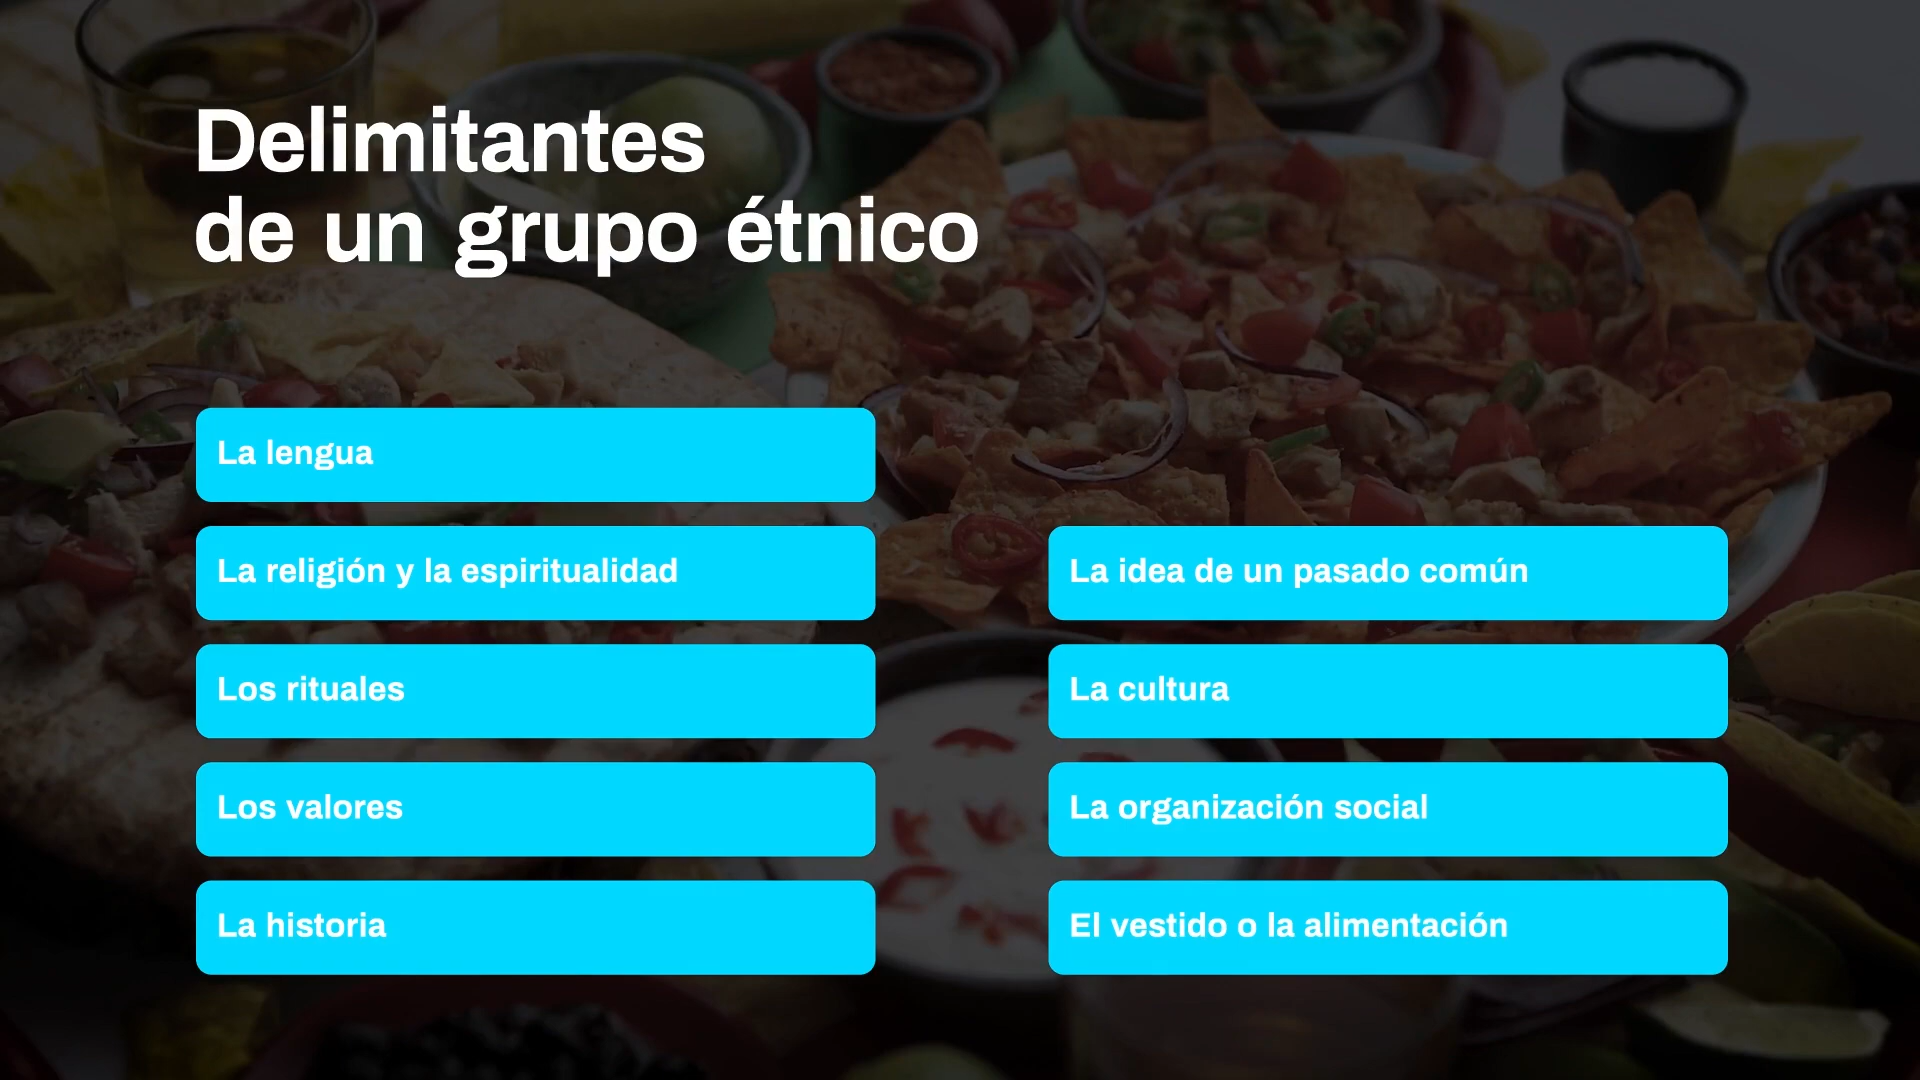 Delimitantes
de un grupo étnico
La lengua
La religión y la espiritualidad
Los rituales
Los valores
La historia
La idea de un pasado común
La cultura
La organización social
El vestido o la alimentación